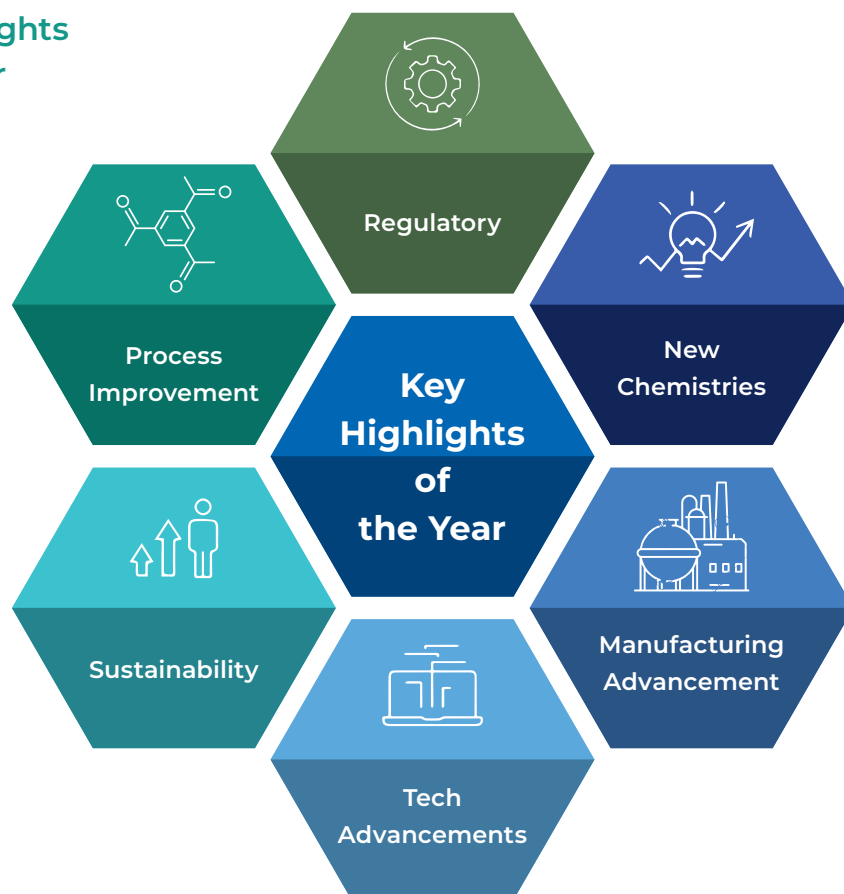 ghts
r
Regulatory
Process
Improvement
New
Chemistries
Key
Highlights
of
the Year
Sustainability
Manufacturing
Advancement
Tech
Advancements